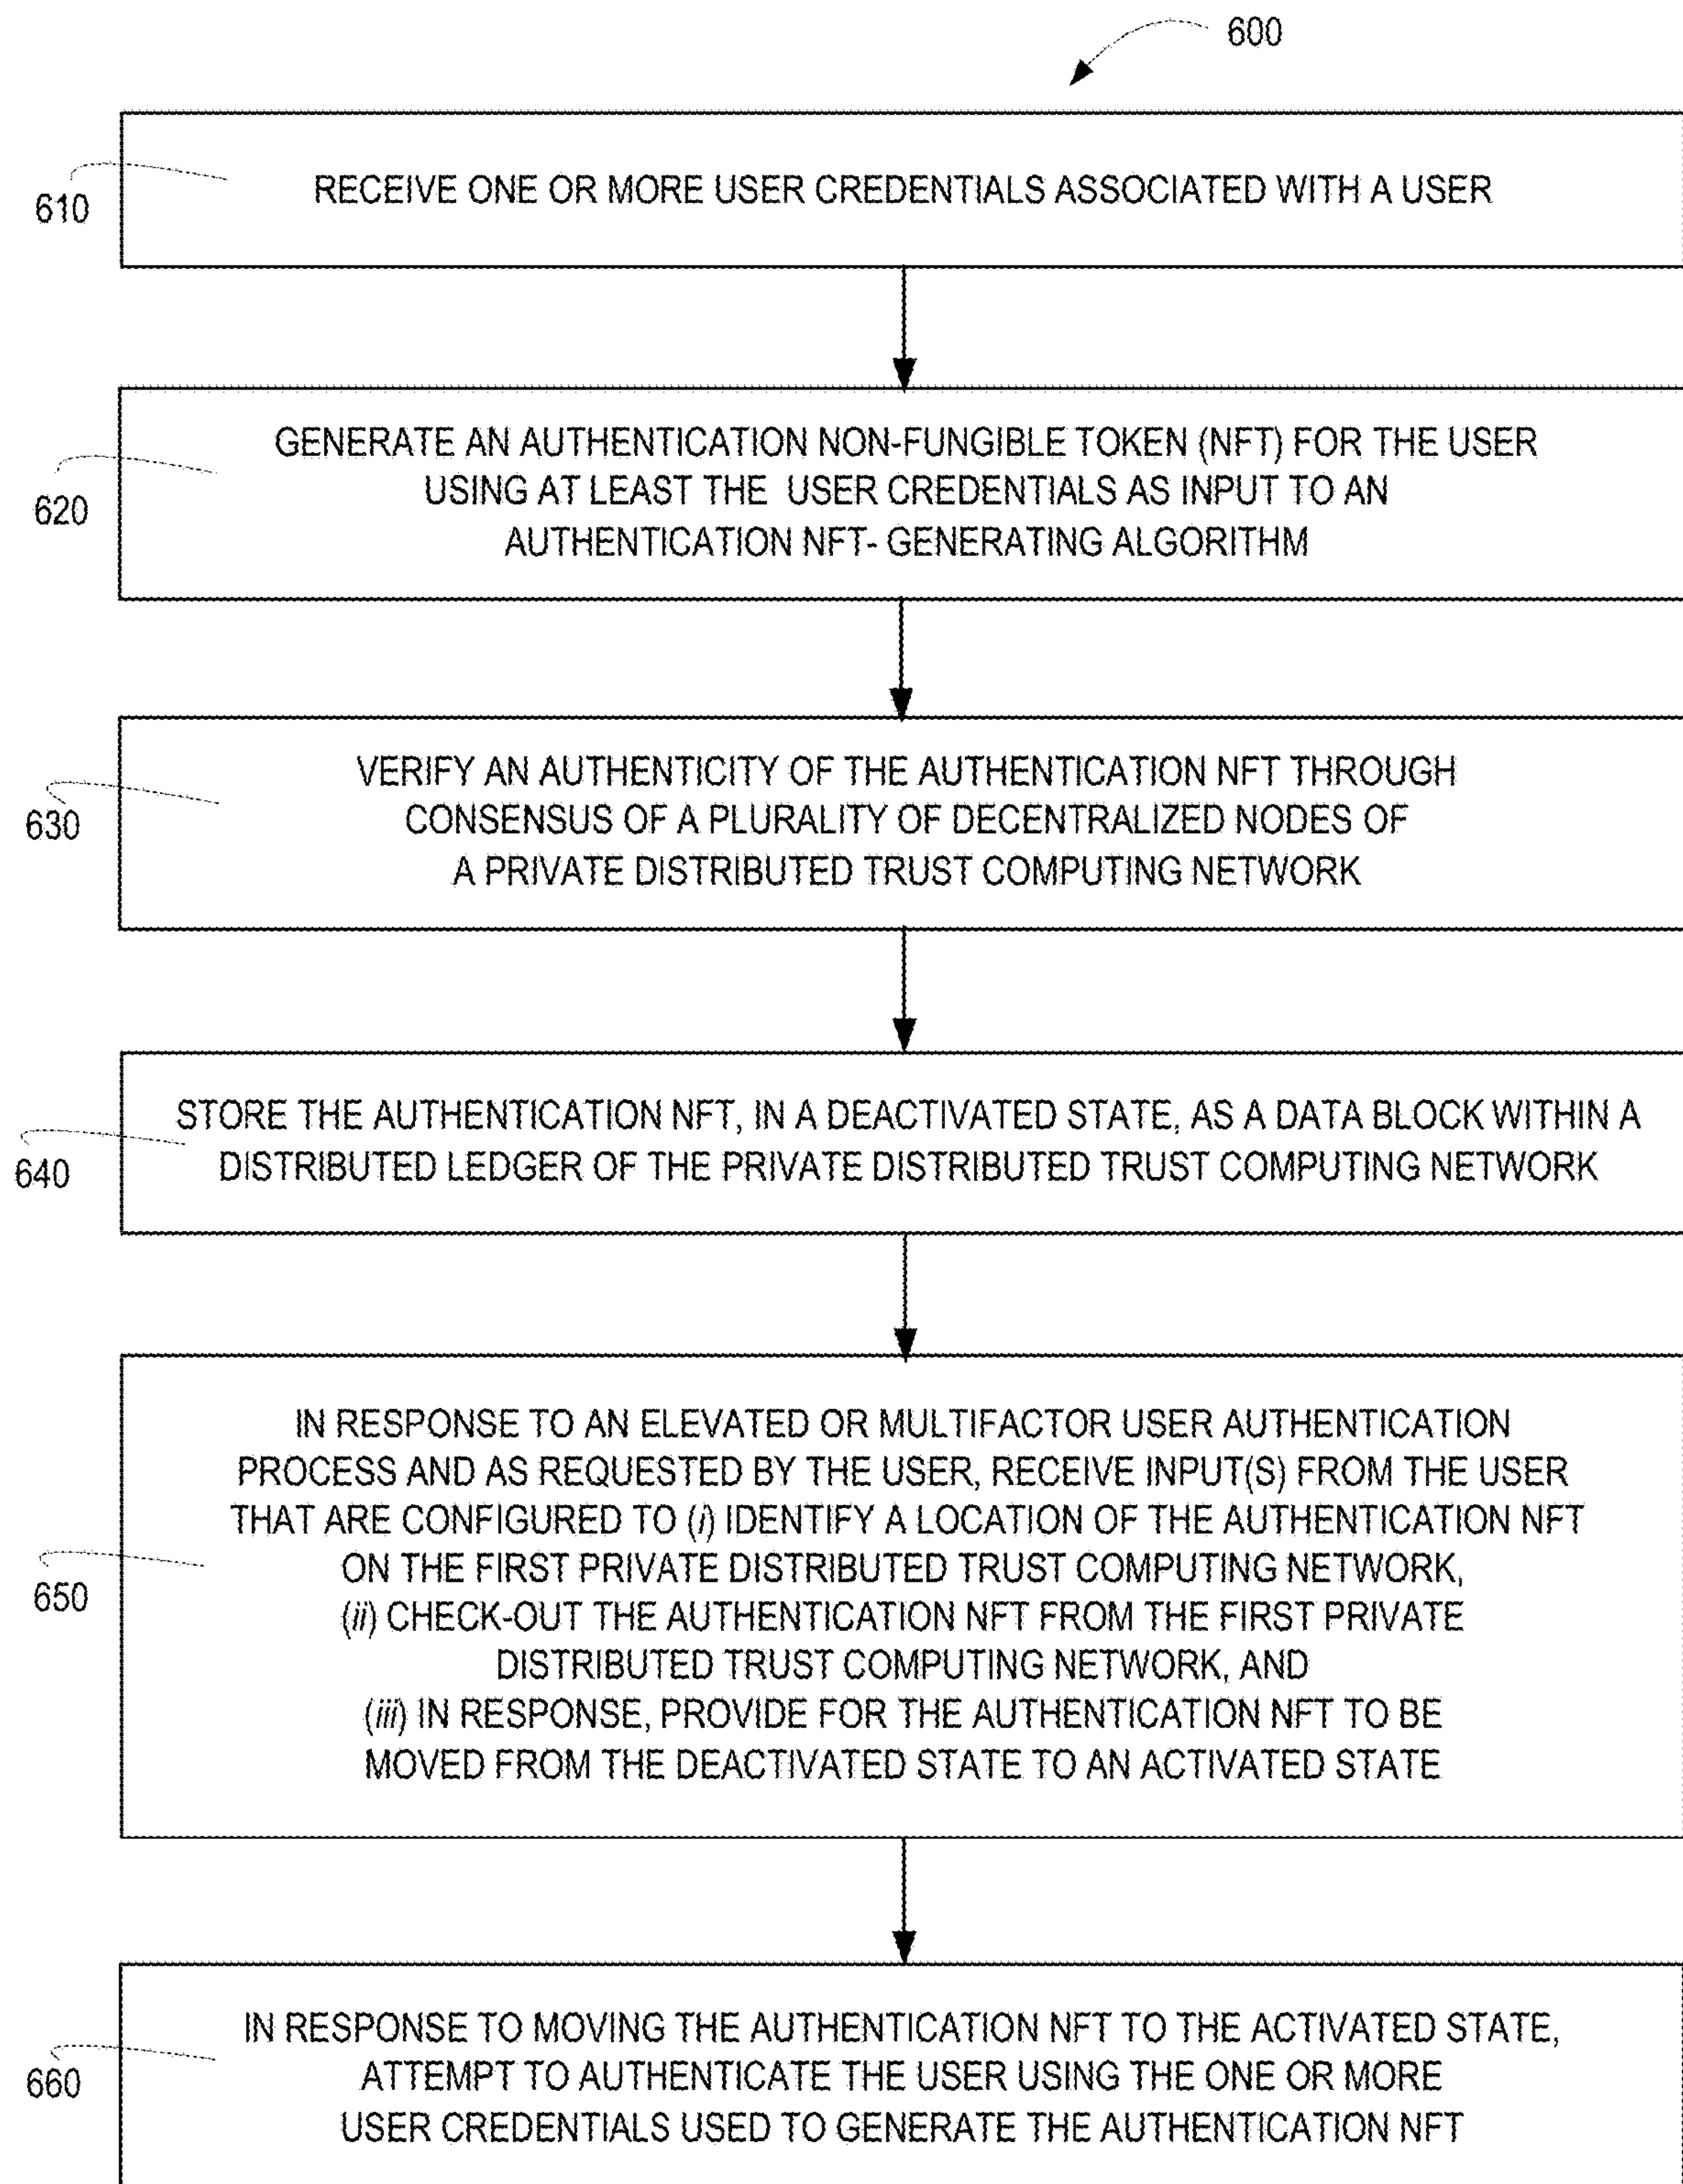 600
610
RECEIVE ONE OR MORE USER CREDENTIALS ASSOCIATED WITH A USER
620
GENERATE AN AUTHENTICATION NON-FUNGIBLE TOKEN (NFT) FOR THE USER
USING AT LEAST THE USER CREDENTIALS AS INPUT TO AN
AUTHENTICATION NFT- GENERATING ALGORITHM
630
VERIFY AN AUTHENTICITY OF THE AUTHENTICATION NFT THROUGH
CONSENSUS OF A PLURALITY OF DECENTRALIZED NODES OF
A PRIVATE DISTRIBUTED TRUST COMPUTING NETWORK
640
STORE THE AUTHENTICATION NFT, IN A DEACTIVATED STATE, AS A DATA BLOCK WITHIN A
DISTRIBUTED LEDGER OF THE PRIVATE DISTRIBUTED TRUST COMPUTING NETWORK
650
IN RESPONSE TO AN ELEVATED OR MULTIFACTOR USER AUTHENTICATION
PROCESS AND AS REQUESTED BY THE USER, RECEIVE INPUT(S) FROM THE USER
THAT ARE CONFIGURED TO (i) IDENTIFY A LOCATION OF THE AUTHENTICATION NFT
ON THE FIRST PRIVATE DISTRIBUTED TRUST COMPUTING NETWORK,
(ii) CHECK-OUT THE AUTHENTICATION NFT FROM THE FIRST PRIVATE
DISTRIBUTED TRUST COMPUTING NETWORK, AND
(iii) IN RESPONSE, PROVIDE FOR THE AUTHENTICATION NFT TO BE
MOVED FROM THE DEACTIVATED STATE TO AN ACTIVATED STATE
660
IN RESPONSE TO MOVING THE AUTHENTICATION NFT TO THE ACTIVATED STATE,
ATTEMPT TO AUTHENTICATE THE USER USING THE ONE OR MORE
USER CREDENTIALS USED TO GENERATE THE AUTHENTICATION NFT